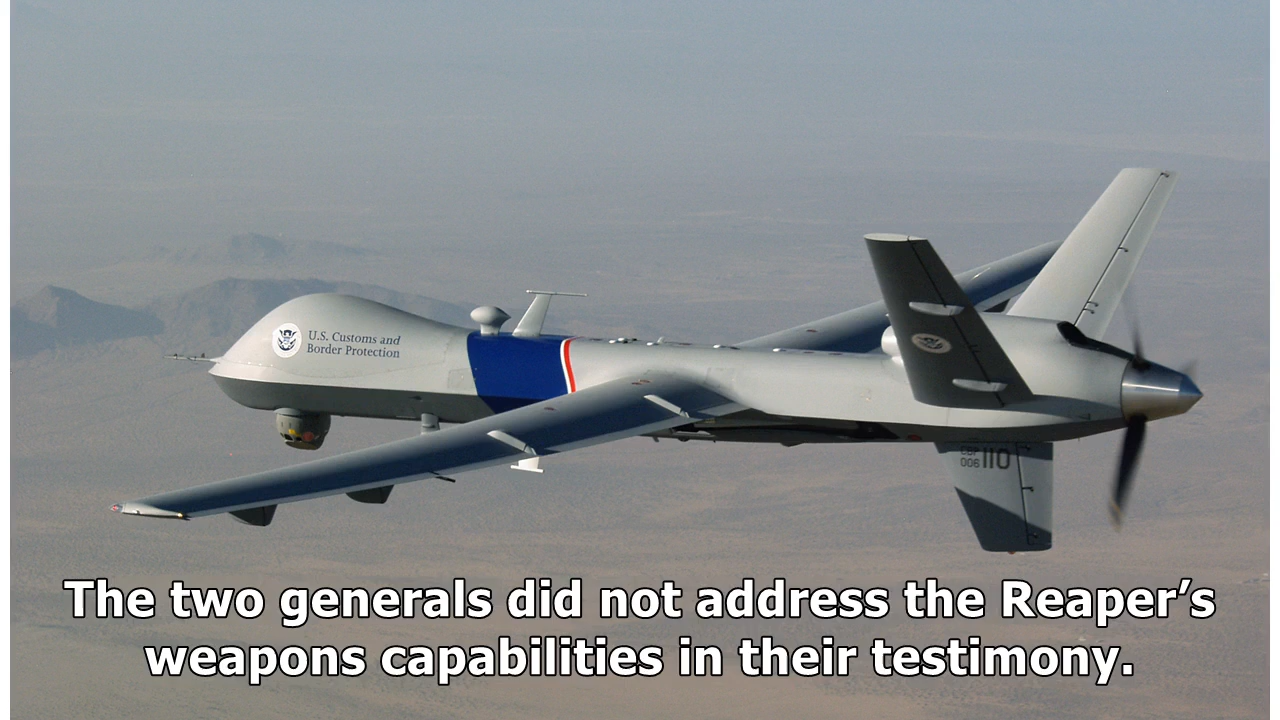 U.S. Customs and
Border Protection
CBP
006 110
The two generals did not address the Reaper’s
weapons capabilities in their testimony.